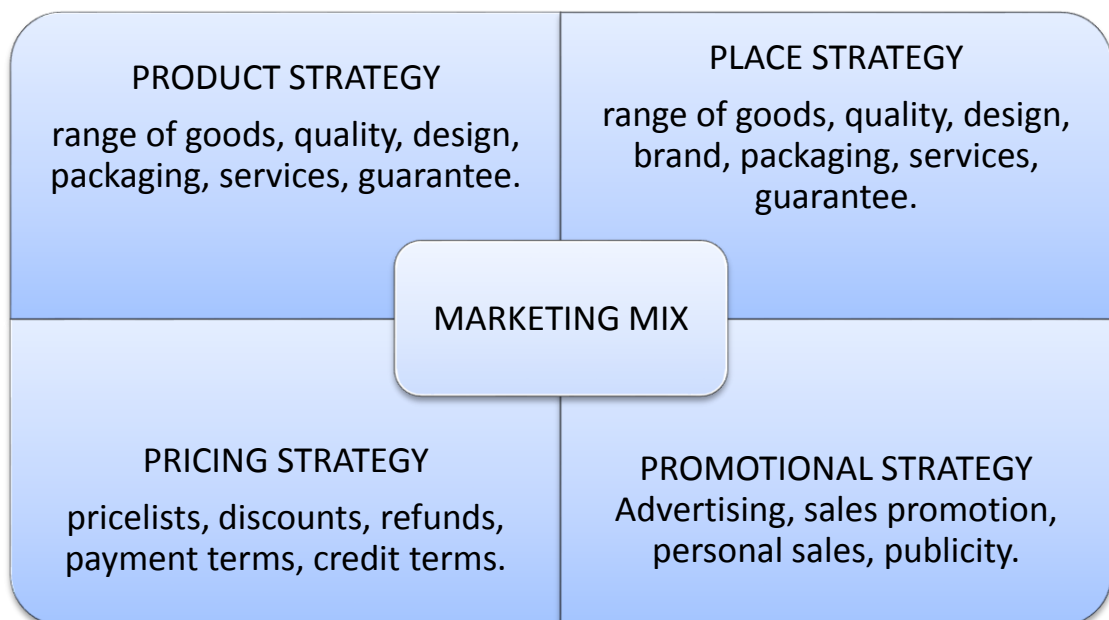 PRODUCT STRATEGY
range of goods, quality, design,
packaging, services, guarantee.
PLACE STRATEGY
range of goods, quality, design,
brand, packaging, services,
guarantee.
MARKETING MIX
PRICING STRATEGY
pricelists, discounts, refunds,
payment terms, credit terms.
PROMOTIONAL STRATEGY
Advertising, sales promotion,
personal sales, publicity.